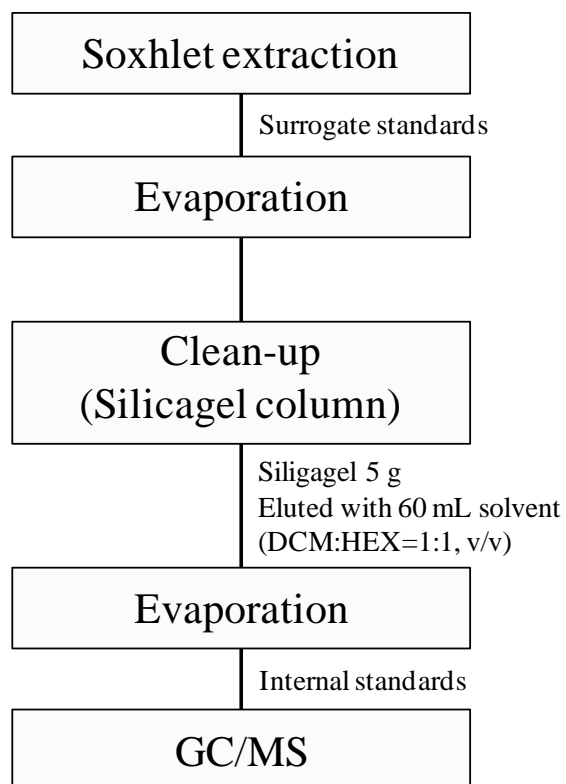 Soxhlet extraction
Surrogate standards
Evaporation
Clean-up
(Silicagel column)
Siligagel 5 g
Eluted with 60 mL solvent
(DCM:HEX=1:1, v/v)
Evaporation
Internal standards
GC/MS